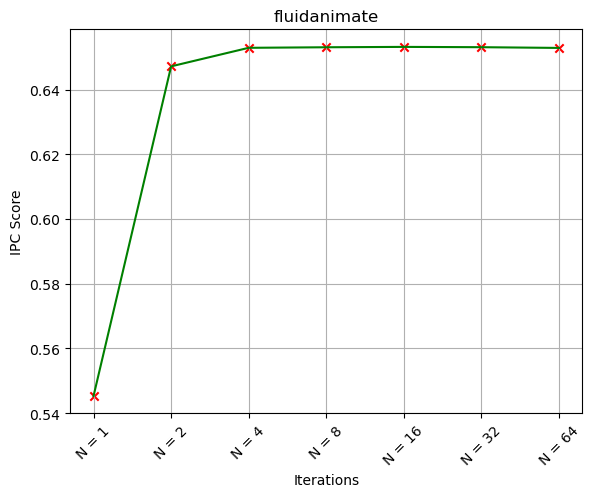 fluidanimate
IPC Score
0.64
0.62
0.60
0.58
0.56
0.54
N = 1
N = 2
N = 4
N = 8
N = 16
N = 32
N = 64
Iterations